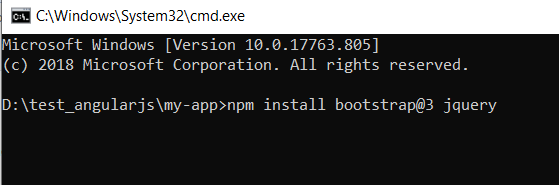 C:\Windows\System32\cmd.exe
Microsoft Windows [Version 10.0.17763.805]
(c) 2018 Microsoft Corporation. All rights reserved.
D:\test_angularjs\my-app>npm install bootstrap@3 jquery